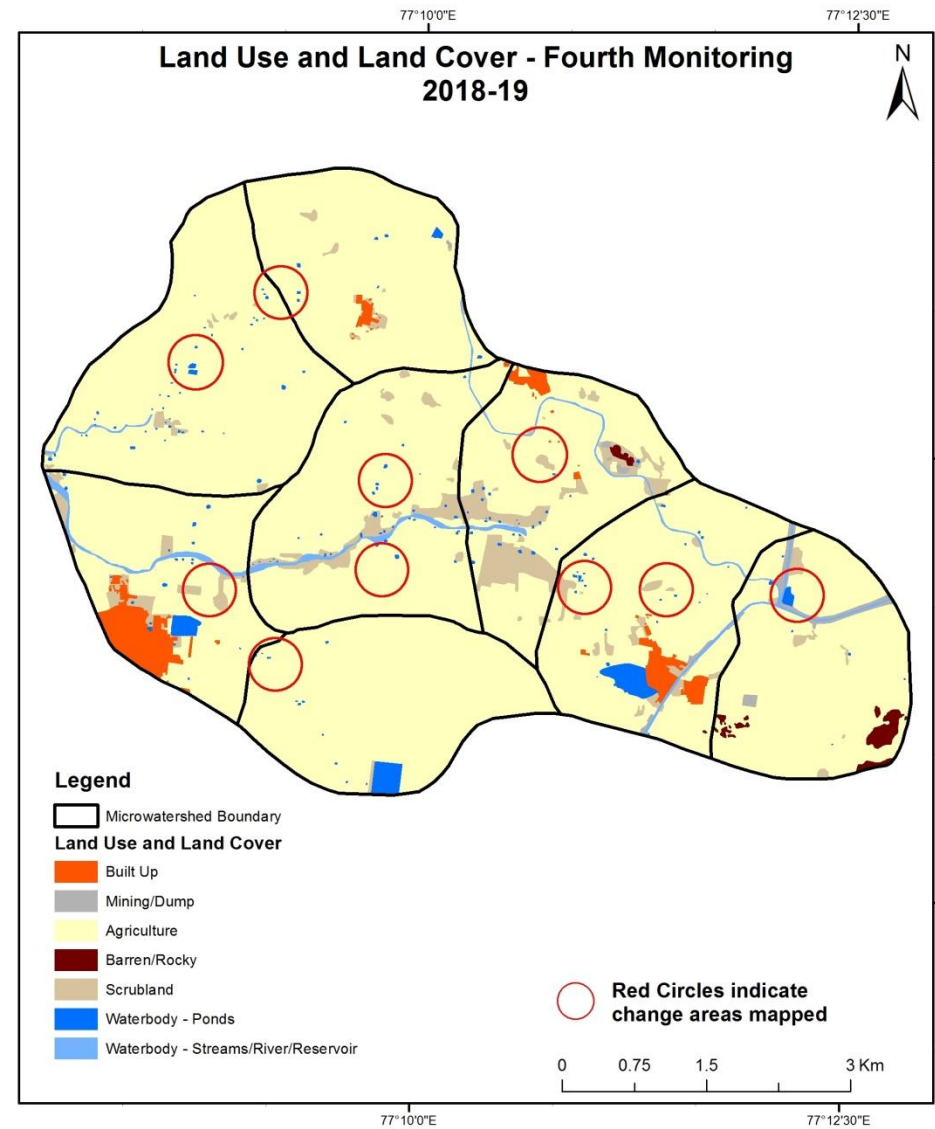 77°10'0"E
77°12'30"E
Land Use and Land Cover - Fourth Monitoring
2018-19
N
Legend
Microwatershed Boundary
Land Use and Land Cover
Built Up
Mining/Dump
Agriculture
Barren/Rocky
Scrubland
Waterbody - Ponds
Waterbody - Streams/River/Reservoir
Red Circles indicate
change areas mapped
0 0.75 1.5 3 Km
77°10'0"E
77°12'30"E